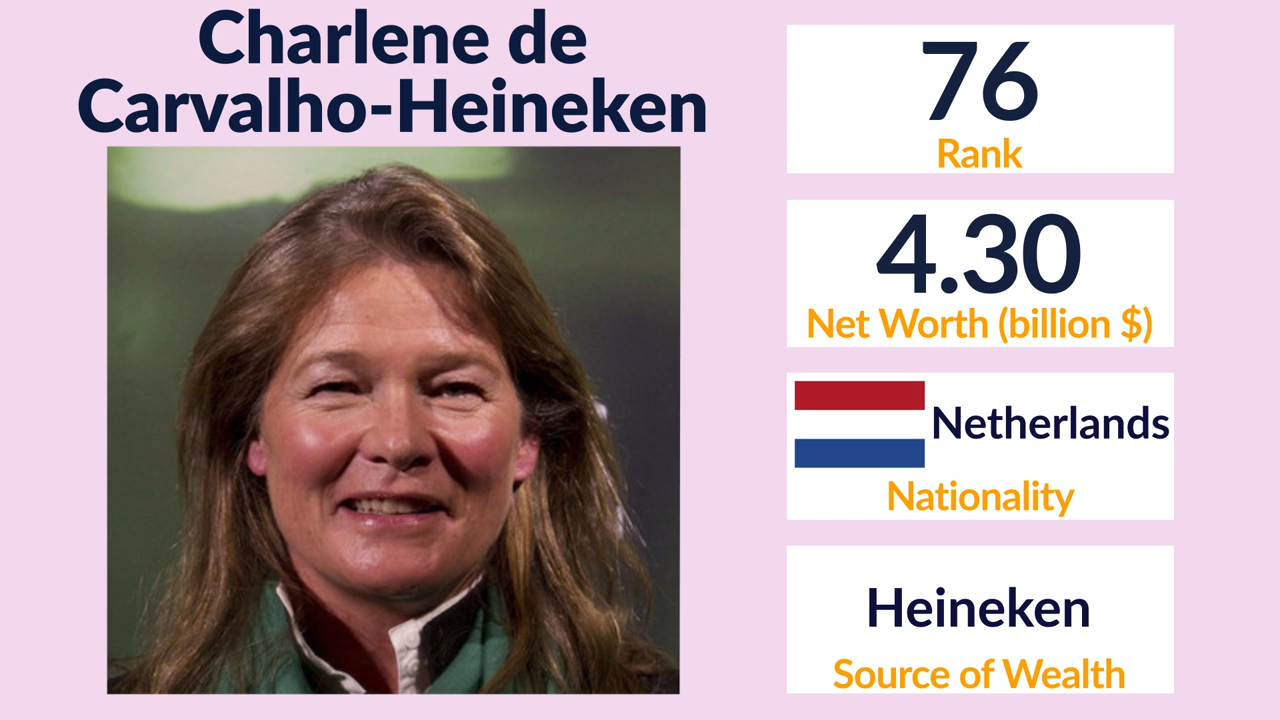 Charlene de
Carvalho-Heineken
76
Rank
4.30
Net Worth (billion $)
Netherlands
Nationality
Heineken
Source of Wealth